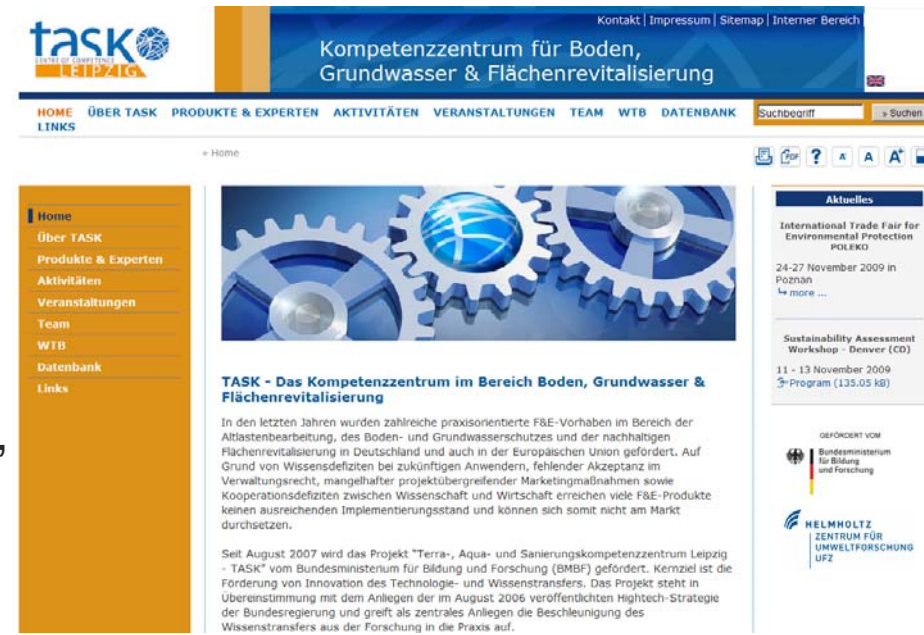 task
CENTRE OF COMPETENCE
LEIPZIG
Kontakt | Impressum | Sitemap | Interner Bereich |
Kompetenzzentrum für Boden,
Grundwasser & Flächenrevitalisierung
HOME ÜBER TASK PRODUKTE & EXPERTEN AKTIVITÄTEN VERANSTALTUNGEN TEAM WTB DATENBANK
LINKS
Suchbegriff » Suchen
» Home
PDF ? A A A+
Home
Über TASK
Produkte & Experten
Aktivitäten
Veranstaltungen
Team
WTB
Datenbank
Links
,
TASK - Das Kompetenzzentrum im Bereich Boden, Grundwasser &
Flächenrevitalisierung
In den letzten Jahren wurden zahlreiche praxisorientierte F&E-Vorhaben im Bereich der
Altlastenbearbeitung, des Boden- und Grundwasserschutzes und der nachhaltigen
Flächenrevitalisierung in Deutschland und auch in der Europäischen Union gefördert. Auf
Grund von Wissensdefiziten bei zukünftigen Anwendern, fehlender Akzeptanz im
Verwaltungsrecht, mangelhafter projektübergreifender Marketingmaßnahmen sowie
Kooperationsdefiziten zwischen Wissenschaft und Wirtschaft erreichen viele F&E-Produkte
keinen ausreichenden Implementierungsstand und können sich somit nicht am Markt
durchsetzen.
Seit August 2007 wird das Projekt "Terra-, Aqua- und Sanierungskompetenzzentrum Leipzig
- TASK" vom Bundesministerium für Bildung und Forschung (BMBF) gefördert. Kernziel ist die
Förderung von Innovation des Technologie- und Wissenstransfers. Das Projekt steht in
Übereinstimmung mit dem Anliegen der im August 2006 veröffentlichten Hightech-Strategie
der Bundesregierung und greift als zentrales Anliegen die Beschleunigung des
Wissenstransfers aus der Forschung in die Praxis auf.
Aktuelles
International Trade Fair for
Environmental Protection
POLEKO
24-27 November 2009 in
Poznan
more ...
Sustainability Assessment
Workshop - Denver (CO)
11 - 13 November 2009
Program (135.05 kB)
GEFÖRDERT VOM
Bundesministerium
für Bildung
und Forschung
HELMHOLTZ
ZENTRUM FÜR
UMWELTFORSCHUNG
UFZ